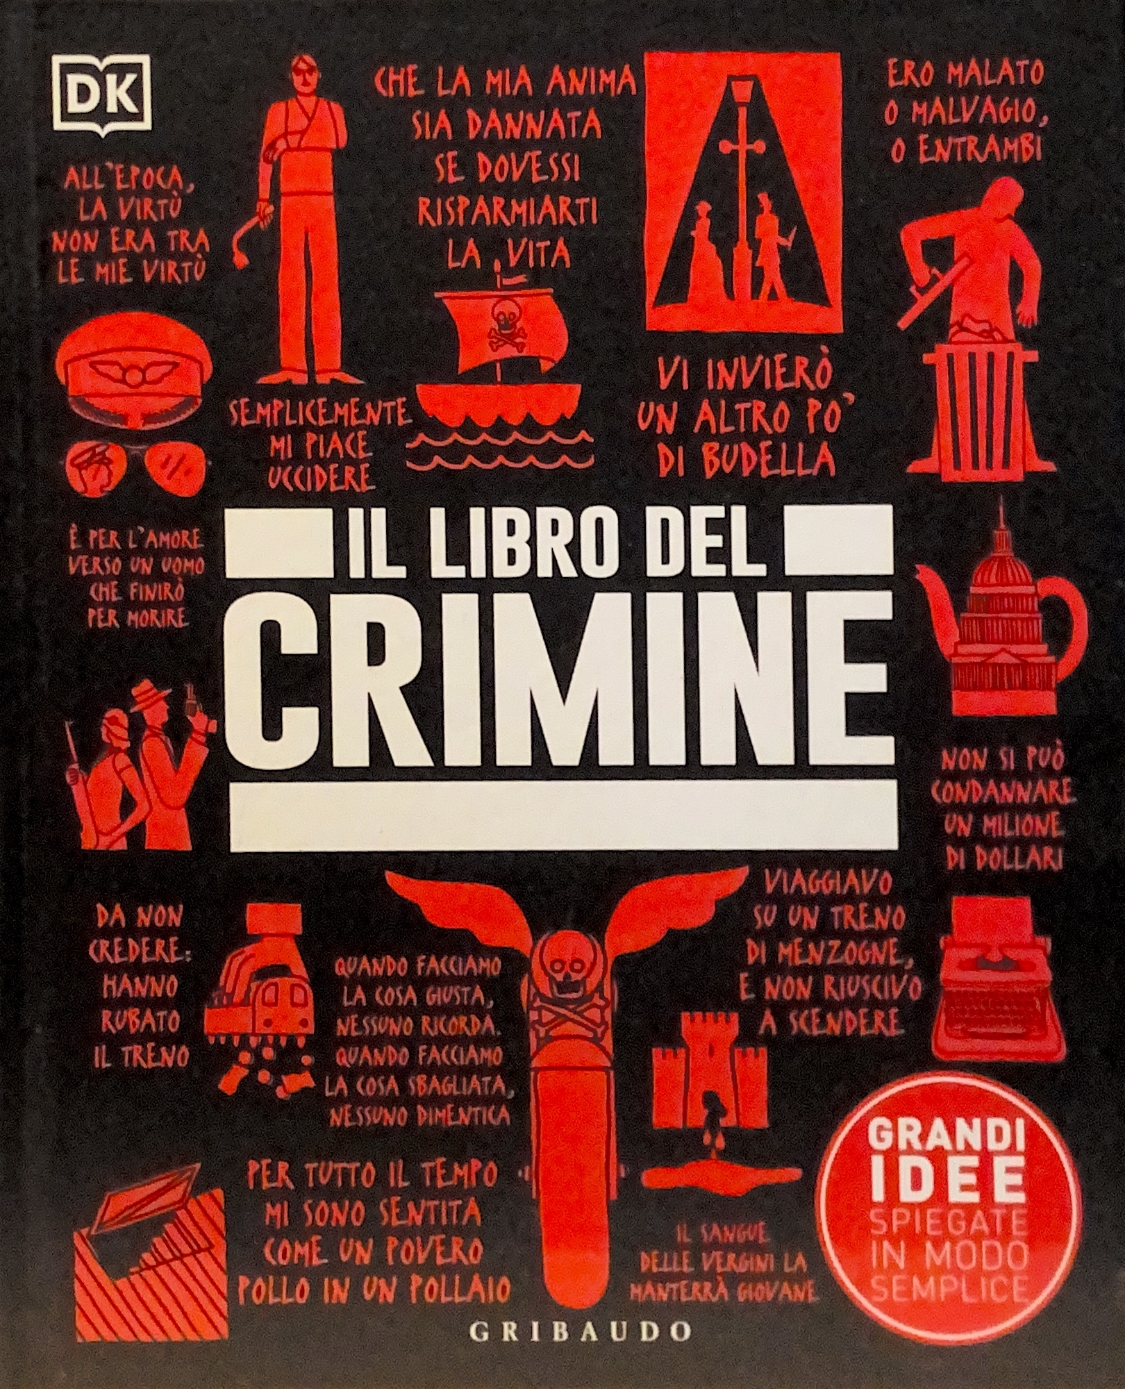 DK
ALL'EPOCA,
LA VIRTÙ
NON ERA TRA
LE MIE VIRTÙ
SEMPLICEMENTE
MI PIACE
UCCIDERE
CHE LA MIA ANIMA
SIA DANNATA
SE DOVESSI
RISPARMIARTI
LA VITA
VI INVIERÒ
UN ALTRO PO'
DI BUDELLA
ERO MALATO
O MALVAGIO,
O ENTRAMBI
È PER L'AMORE
VERSO UN UOMO
CHE FINIRÒ
PER MORIRE
IL LIBRO DEL
CRIMINE
NON SI PUÒ
CONDANNARE
UN MILIONE
DI DOLLARI
DA NON
CREDERE:
HANNO
RUBATO
IL TRENO
QUANDO FACCIAMO
LA COSA GIUSTA,
NESSUNO RICORDA.
QUANDO FACCIAMO
LA COSA SBAGLIATA,
NESSUNO DIMENTICA
VIAGGIAVO
SU UN TRENO
DI MENZOGNE,
E NON RIUSCIVO
A SCENDERE
PER TUTTO IL TEMPO
MI SONO SENTITA
COME UN POVERO
POLLO IN UN POLLAIO
IL SANGUE
DELLE VERGINI LA
MANTERRÀ GIOVANE
GRANDI
IDEE
SPIEGATE
IN MODO
SEMPLICE
GRIBAUDO